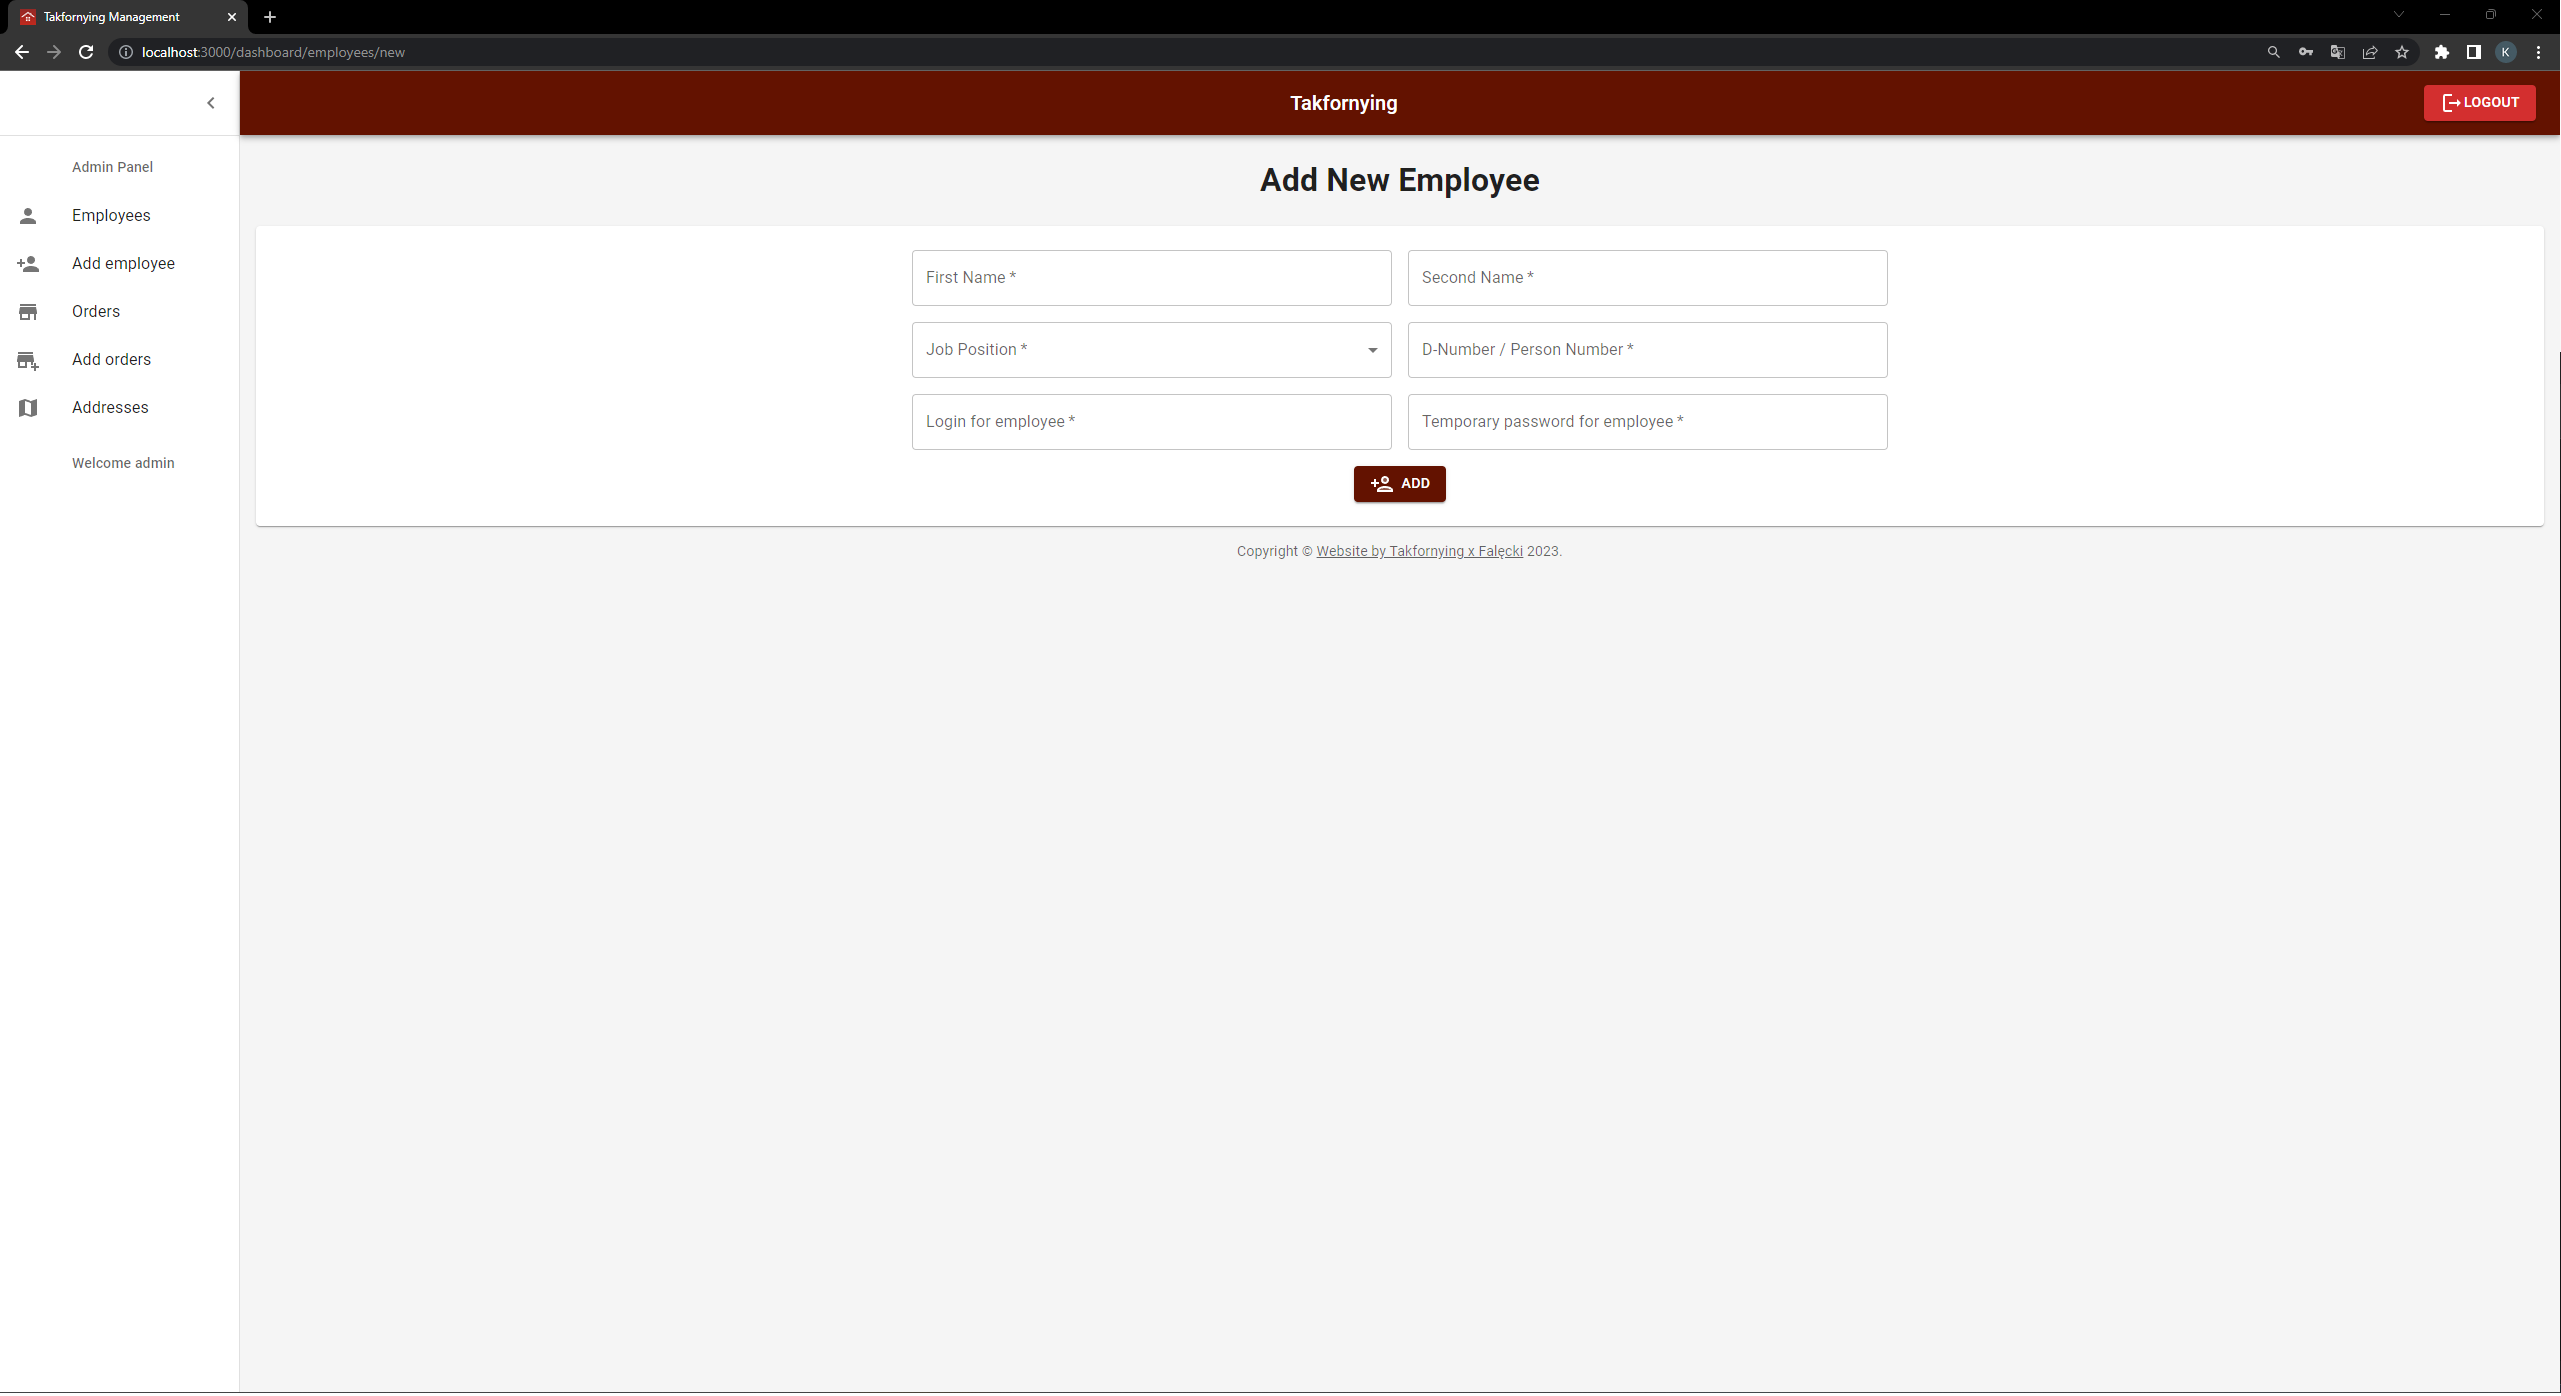 Takfornying Management
localhost:3000/dashboard/employees/new
K
Takfornying
LOGOUT
Admin Panel
Employees
Add employee
Orders
Add orders
Addresses
Welcome admin
Add New Employee
First Name *
Second Name *
Job Position *
D-Number / Person Number *
Login for employee *
Temporary password for employee *
ADD
Copyright © Website by Takfornying x Falęcki 2023.